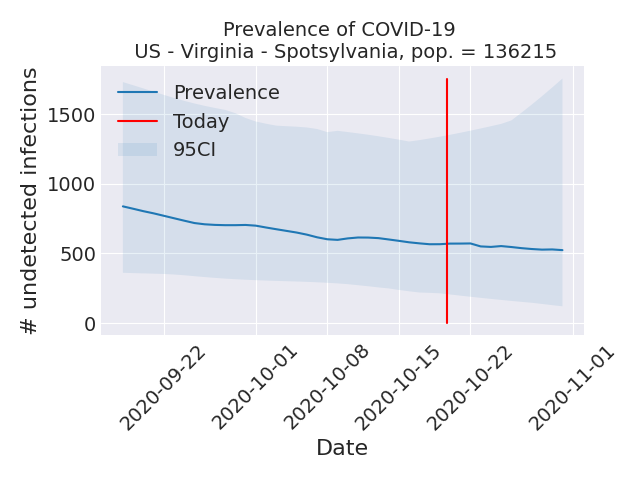 Prevalence of COVID-19
US - Virginia - Spotsylvania, pop. = 136215
# undetected infections
1500
1000
500
0
Prevalence
Today
95CI
2020-09-22
2020-10-01
2020-10-08
2020-10-15
2020-10-22
2020-11-01
Date